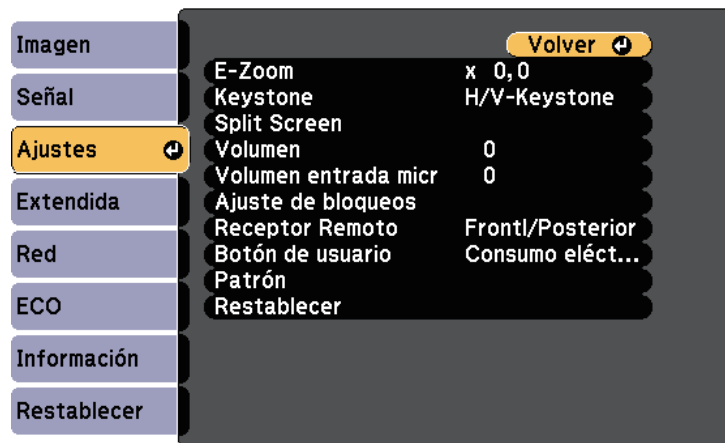 Imagen
Señal
Ajustes
Extendida
Red
ECO
Información
Restablecer
Volver
E-Zoom x 0,0
Keystone H/V-Keystone
Split Screen
Volumen 0
Volumen entrada micr 0
Ajuste de bloqueos
Receptor Remoto Frontl/Posterior
Botón de usuario Consumo eléct...
Patrón
Restablecer